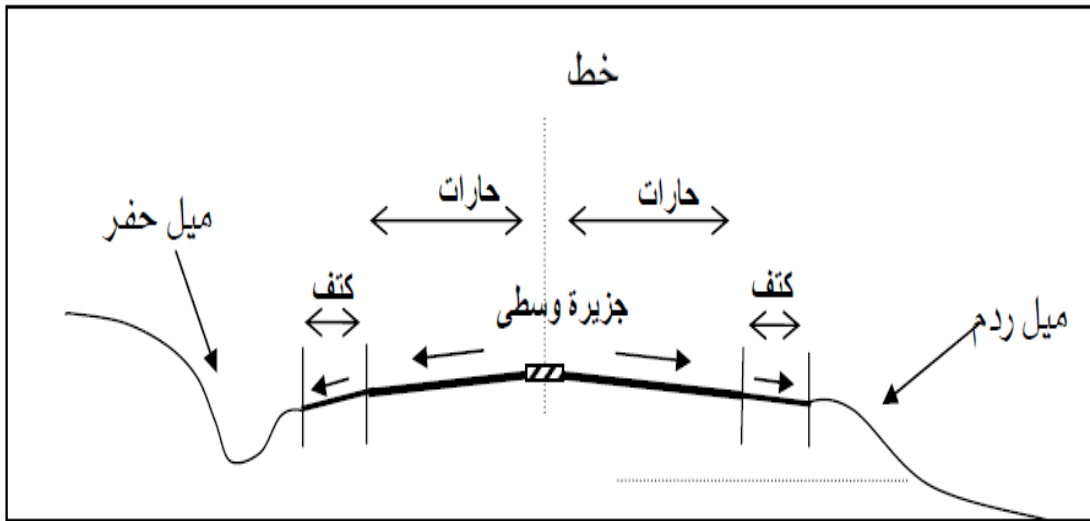 خط
حارات
حارات
ميل حفر
كتف
كتف
جزيرة وسطى
ميل ردم